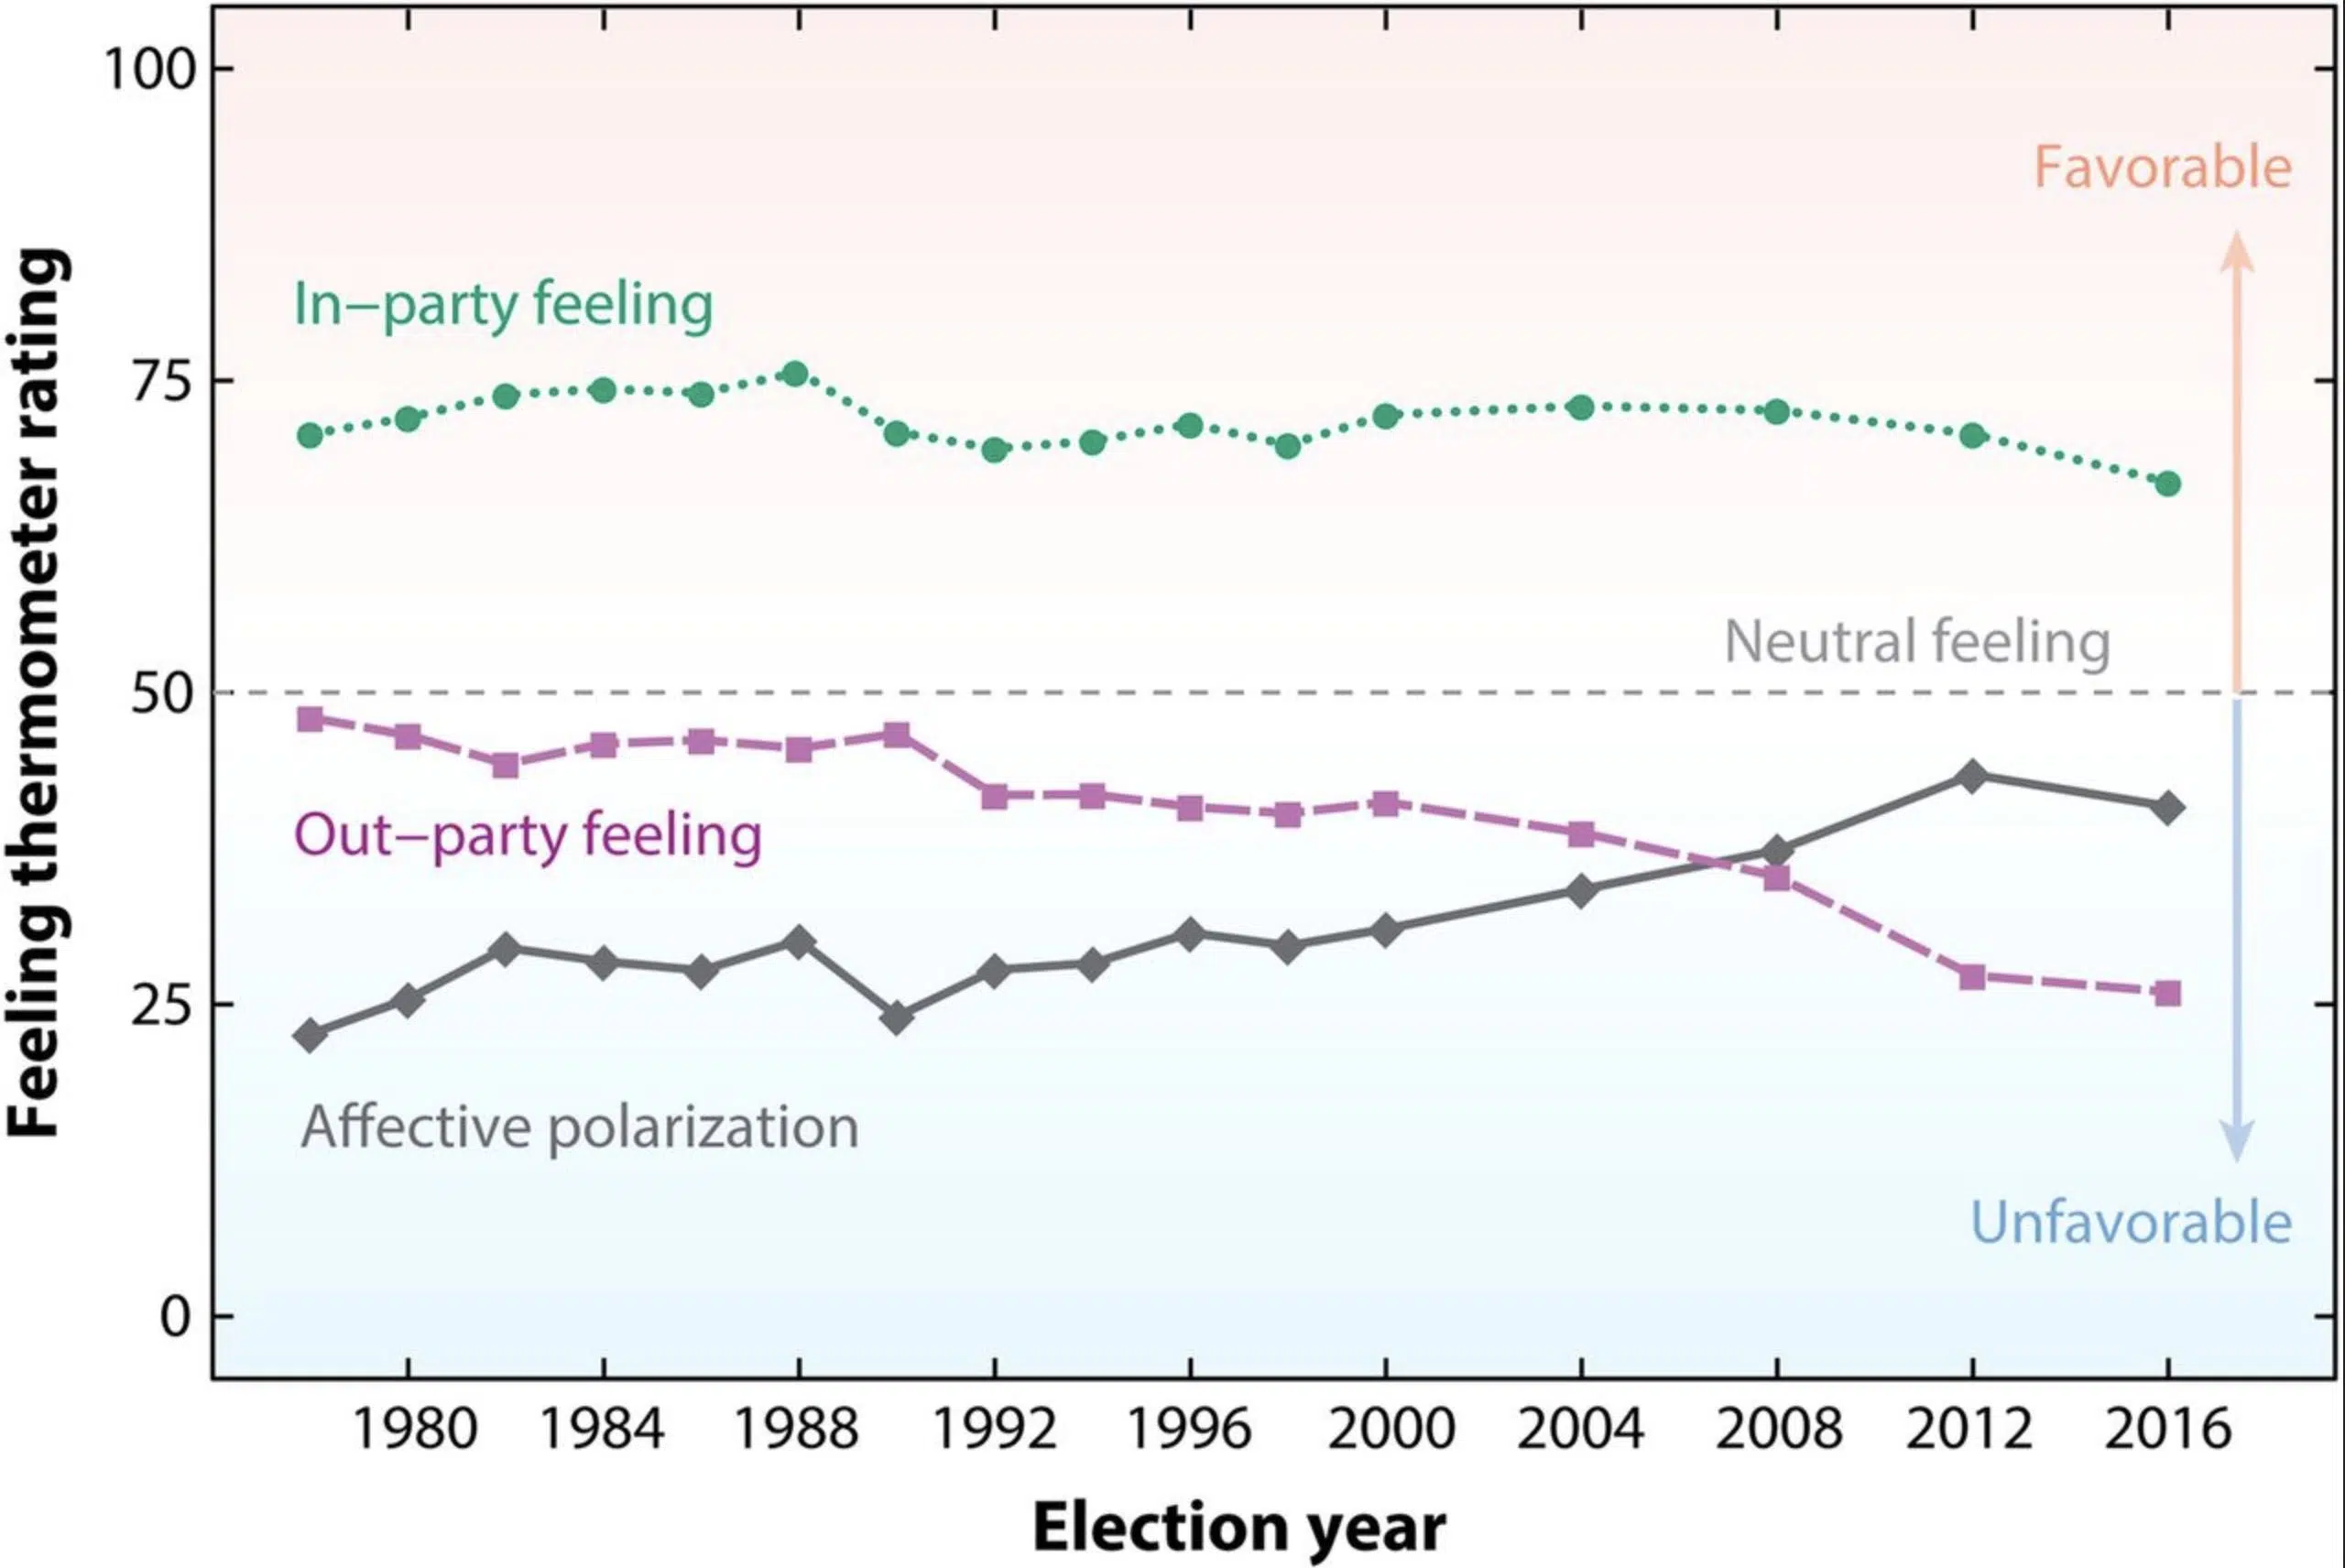 Feeling thermometer rating
100
75
50
25
0
Favorable
In–party feeling
Neutral feeling
Out–party feeling
Affective polarization
Unfavorable
1980 1984 1988 1992 1996 2000 2004 2008 2012 2016
Election year